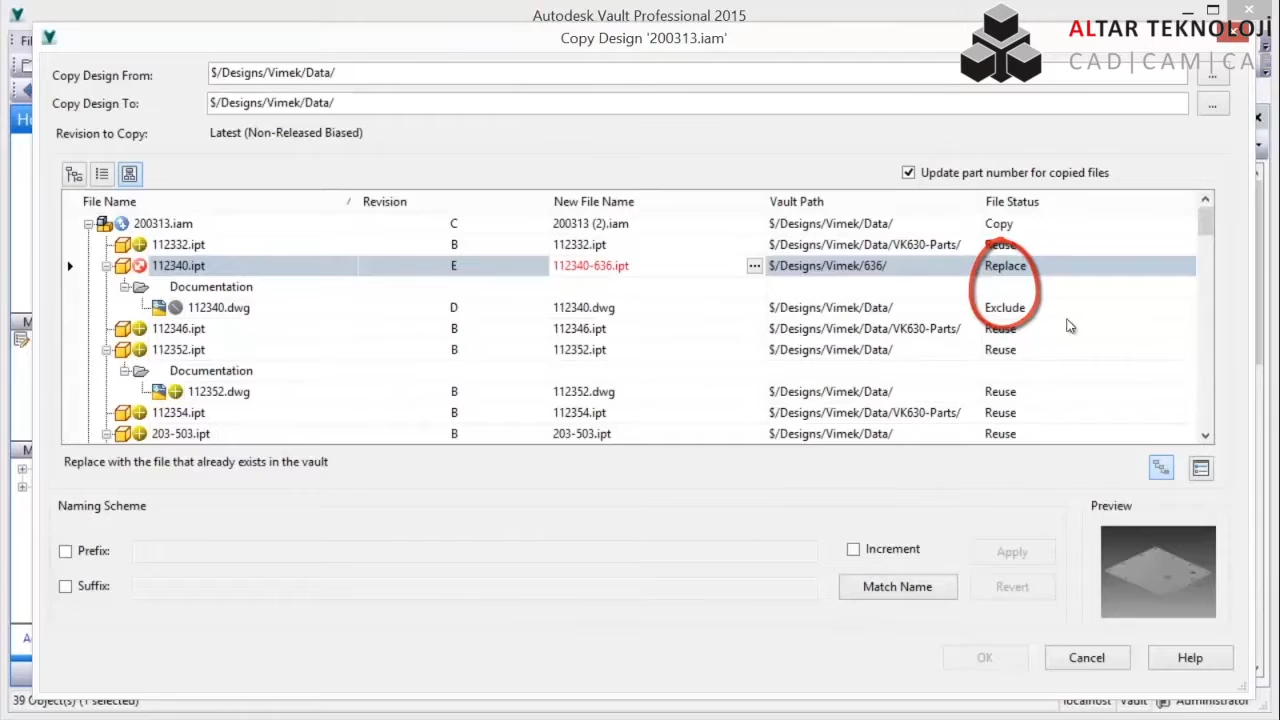 Autodesk Vault Professional 2015
Copy Design '200313.iam'
ALTAR TEKNOLOJİ
CAD|CAM|CA
Copy Design From: $/Designs/Vimek/Data/ ...
Copy Design To: $/Designs/Vimek/Data/ ...
Revision to Copy: Latest (Non-Released Biased)
Update part number for copied files
File Name / Revision New File Name Vault Path File Status
200313.iam C 200313 (2).iam $/Designs/Vimek/Data/ Copy
112332.ipt B 112332.ipt $/Designs/Vimek/Data/VK630-Parts/ Reuse
112340.ipt E 112340-636.ipt ... $/Designs/Vimek/636/ Replace
Documentation
112340.dwg D 112340.dwg $/Designs/Vimek/Data/ Exclude
112346.ipt B 112346.ipt $/Designs/Vimek/Data/VK630-Parts/ Reuse
112352.ipt B 112352.ipt $/Designs/Vimek/Data/ Reuse
Documentation
112352.dwg B 112352.dwg $/Designs/Vimek/Data/ Reuse
112354.ipt B 112354.ipt $/Designs/Vimek/Data/VK630-Parts/ Reuse
203-503.ipt B 203-503.ipt $/Designs/Vimek/Data/ Reuse
Replace with the file that already exists in the vault
Naming Scheme
Preview
Prefix: Increment Apply
Suffix: Match Name Revert
OK Cancel Help
39 Object(s) (1 selected) localhost Vault Administrator